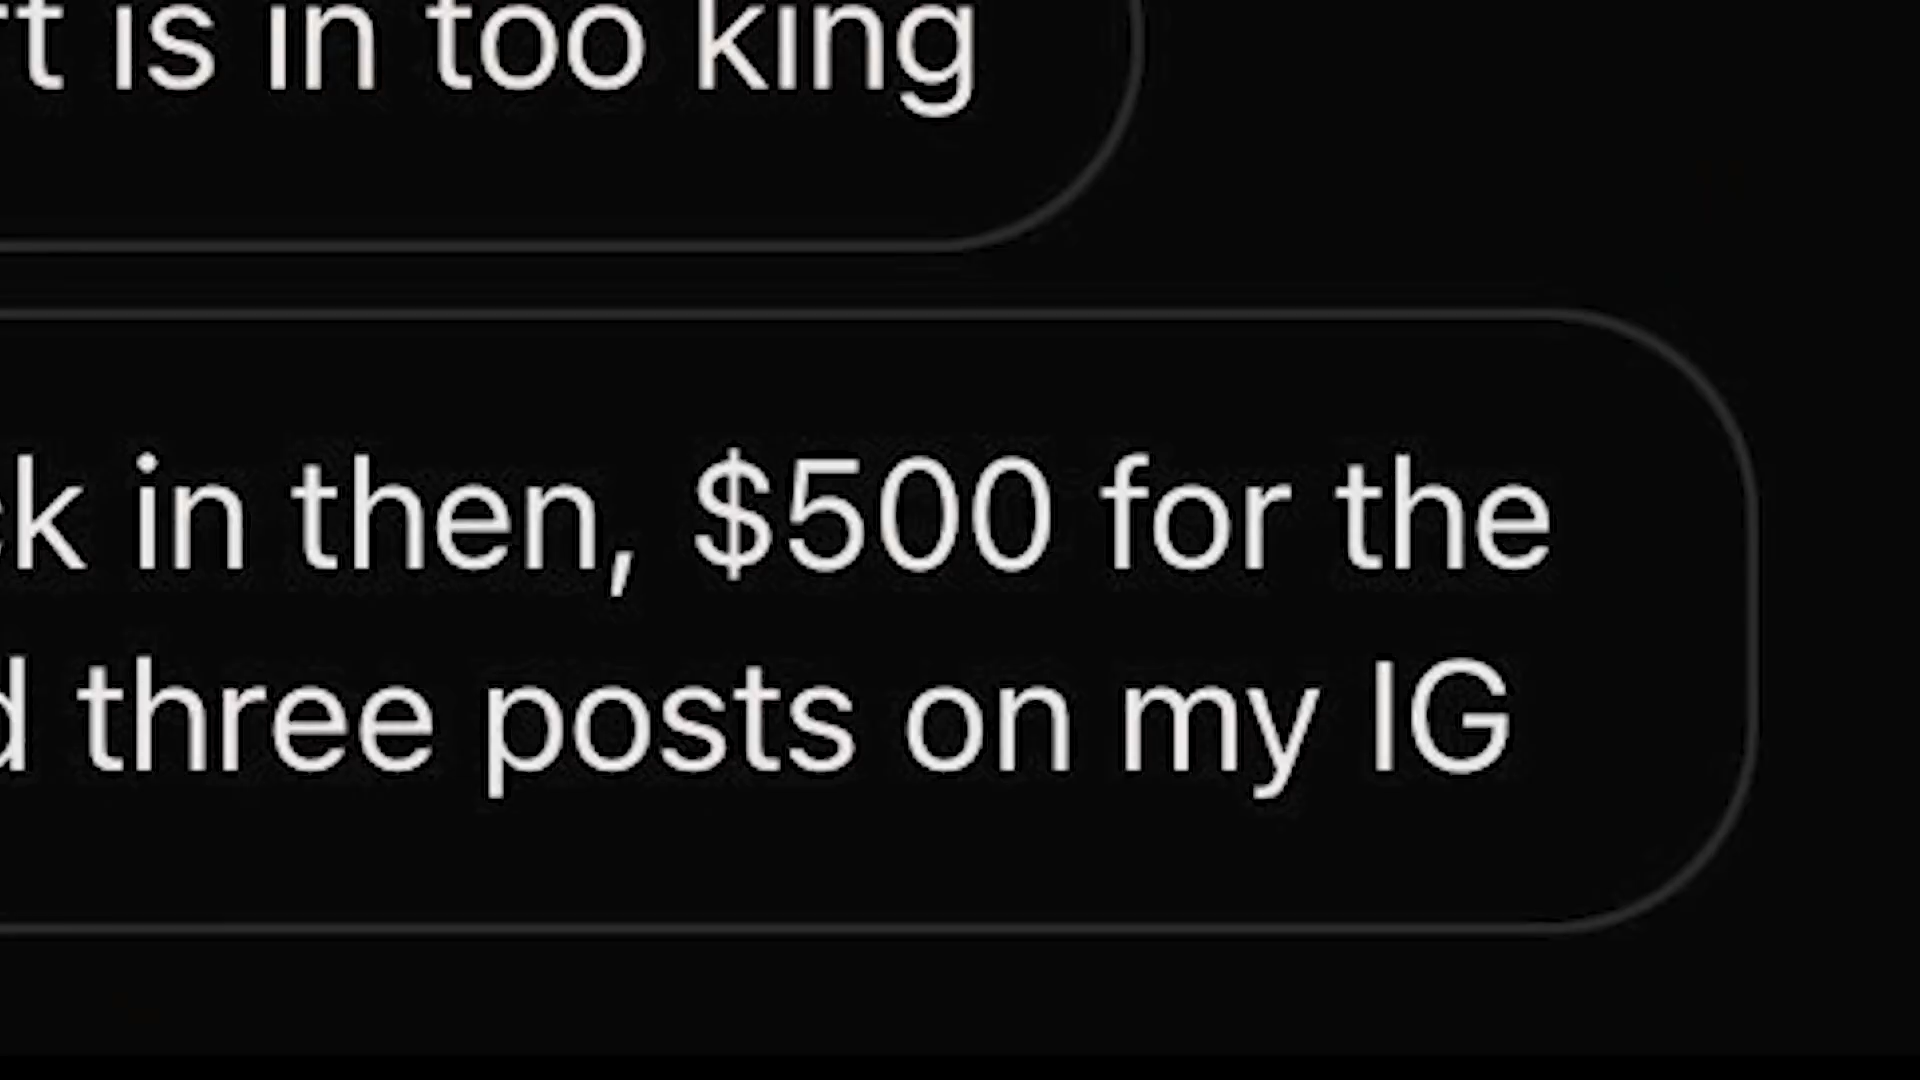 is in too king
in then, $500 for the
three posts on my IG